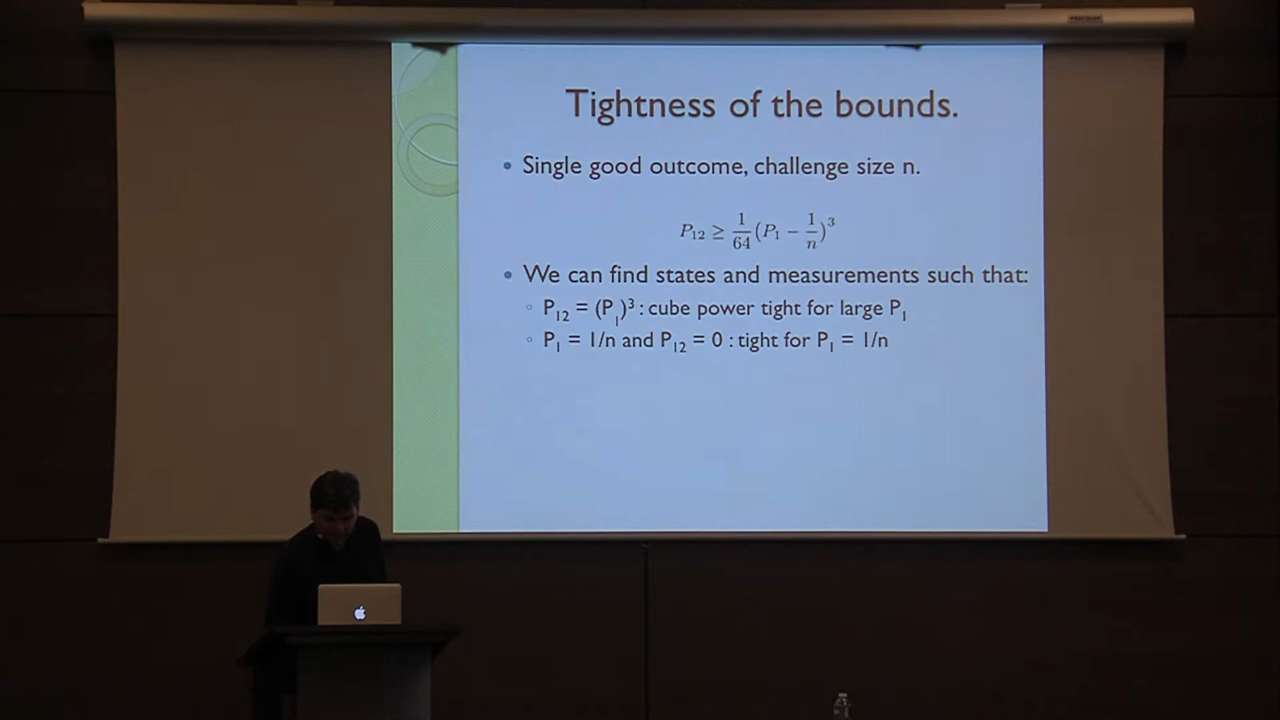 Tightness of the bounds.
• Single good outcome, challenge size n.
P₁₂ ≥ 1/64 (P₁ − 1/n)³
• We can find states and measurements such that:
◦ P₁₂ = (P₁)³ : cube power tight for large P₁
◦ P₁ = 1/n and P₁₂ = 0 : tight for P₁ = 1/n